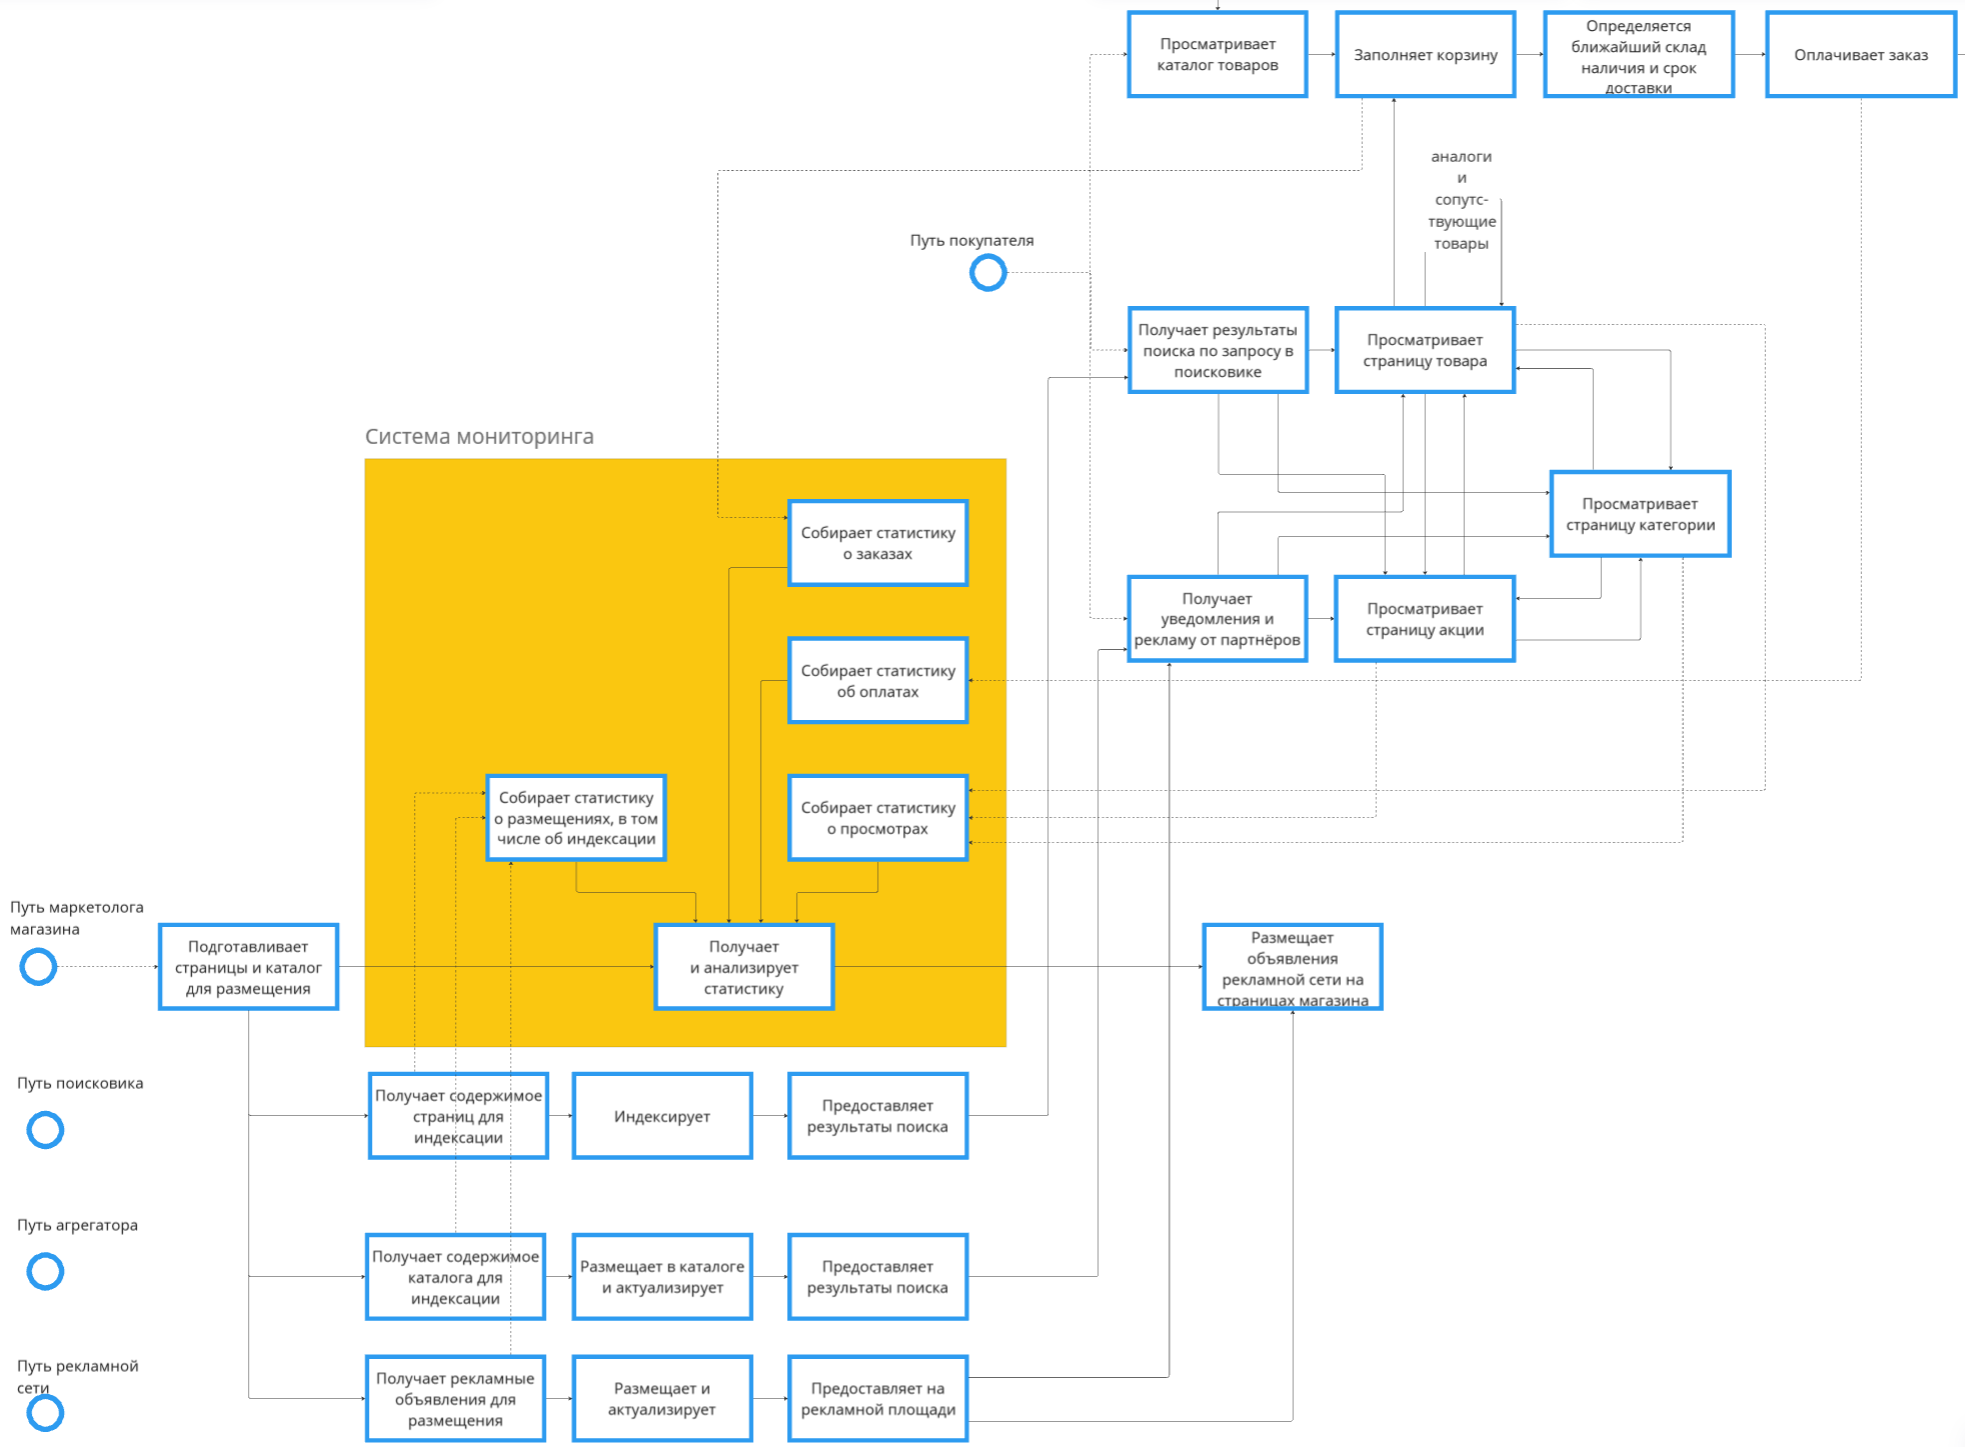 Просматривает
каталог товаров
Заполняет корзину
Определяется
ближайший склад
наличия и срок
доставки
Оплачивает заказ
аналоги
и
сопутс-
твующие
товары
Путь покупателя
Получает результаты
поиска по запросу в
поисковике
Просматривает
страницу товара
Система мониторинга
Просматривает
страницу категории
Собирает статистику
о заказах
Получает
уведомления и
рекламу от партнёров
Просматривает
страницу акции
Собирает статистику
об оплатах
Собирает статистику
о размещениях, в том
числе об индексации
Собирает статистику
о просмотрах
Путь маркетолога
магазина
Подготавливает
страницы и каталог
для размещения
Получает
и анализирует
статистику
Размещает
объявления
рекламной сети на
страницах магазина
Путь поисковика
Получает содержимое
страниц для
индексации
Индексирует
Предоставляет
результаты поиска
Путь агрегатора
Получает содержимое
каталога для
индексации
Размещает в каталоге
и актуализирует
Предоставляет
результаты поиска
Путь рекламной
сети
Получает рекламные
объявления для
размещения
Размещает и
актуализирует
Предоставляет на
рекламной площади